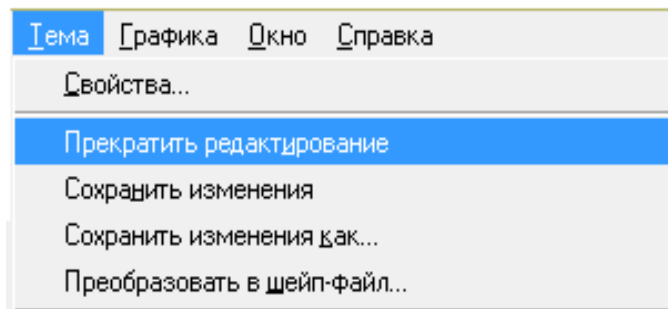 Тема Графика Окно Справка
Свойства...
Прекратить редактирование
Сохранить изменения
Сохранить изменения как...
Преобразовать в шейп-файл...